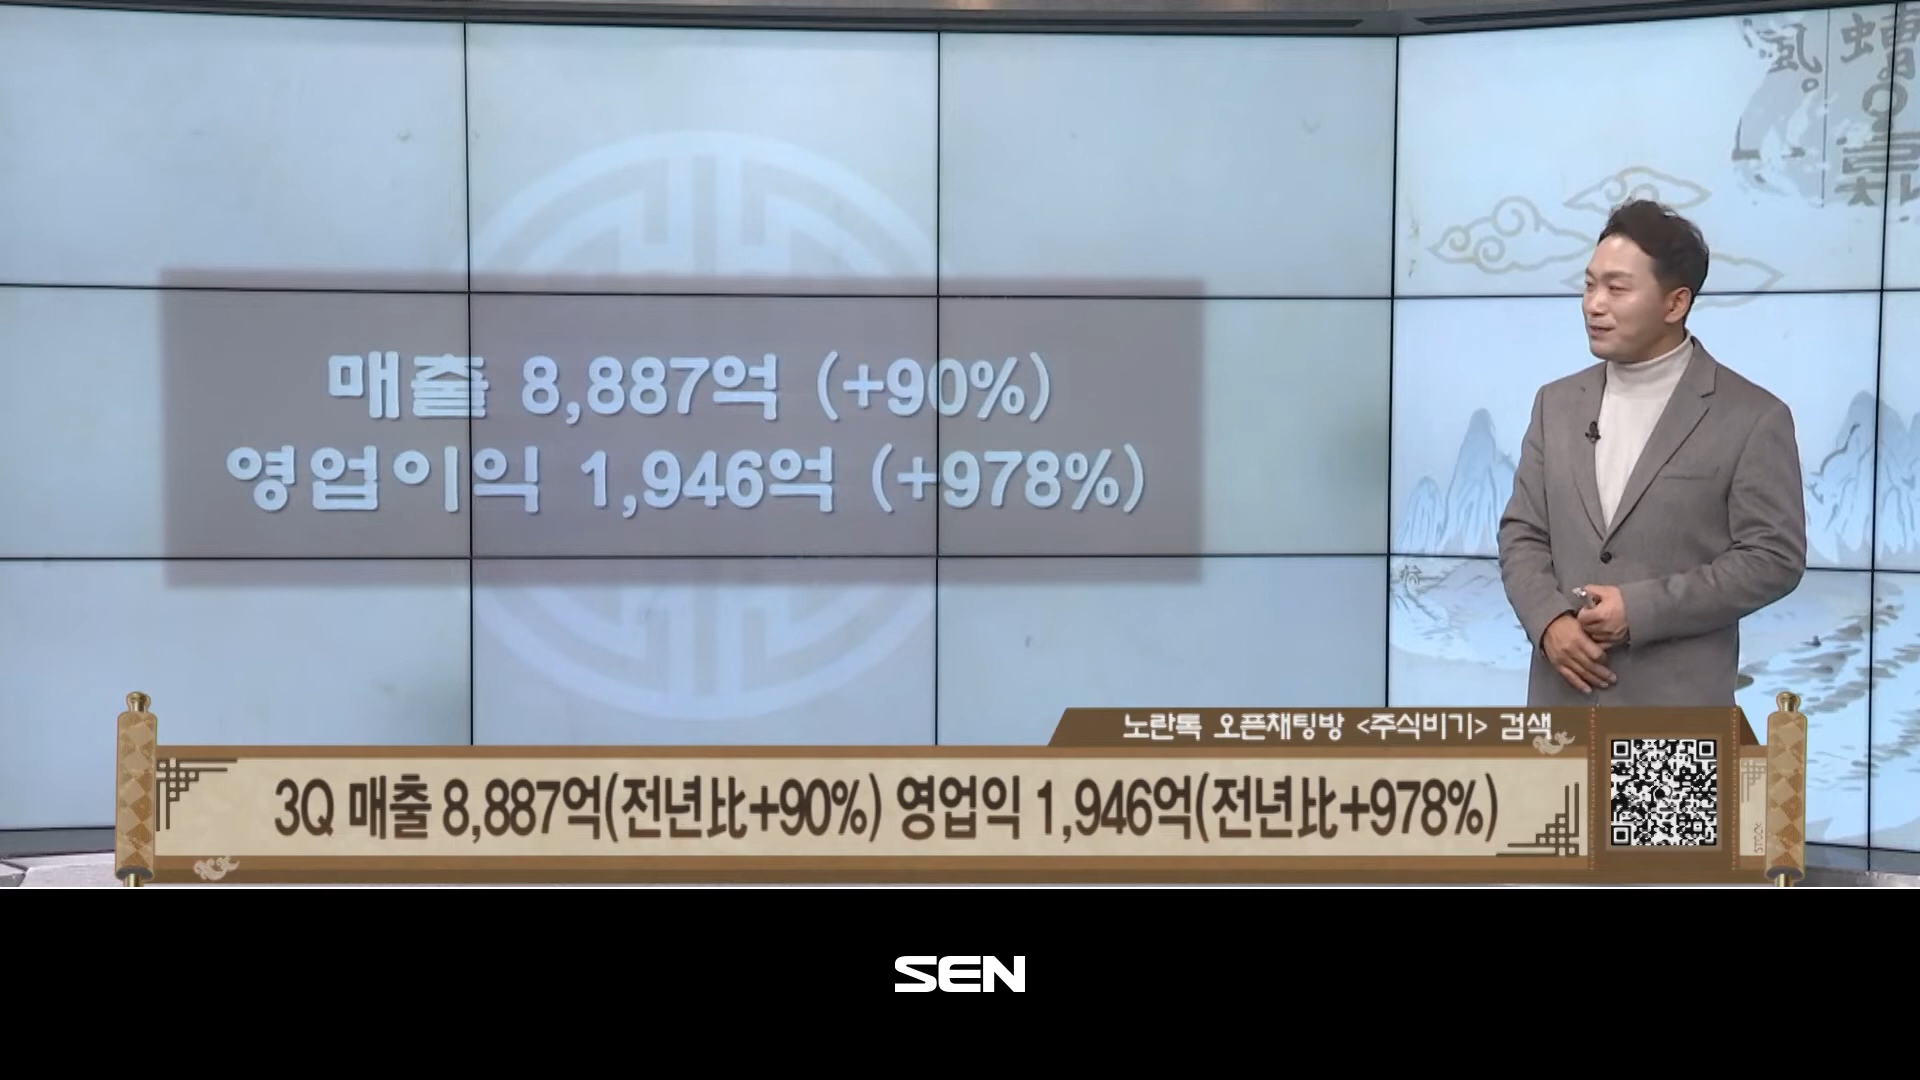 매출 8,887억 (+90%)
영업이익 1,946억 (+978%)
노란톡 오픈채팅방 <주식비기> 검색
3Q 매출 8,887억(전년比+90%) 영업익 1,946억(전년比+978%)
STOCK
SEN